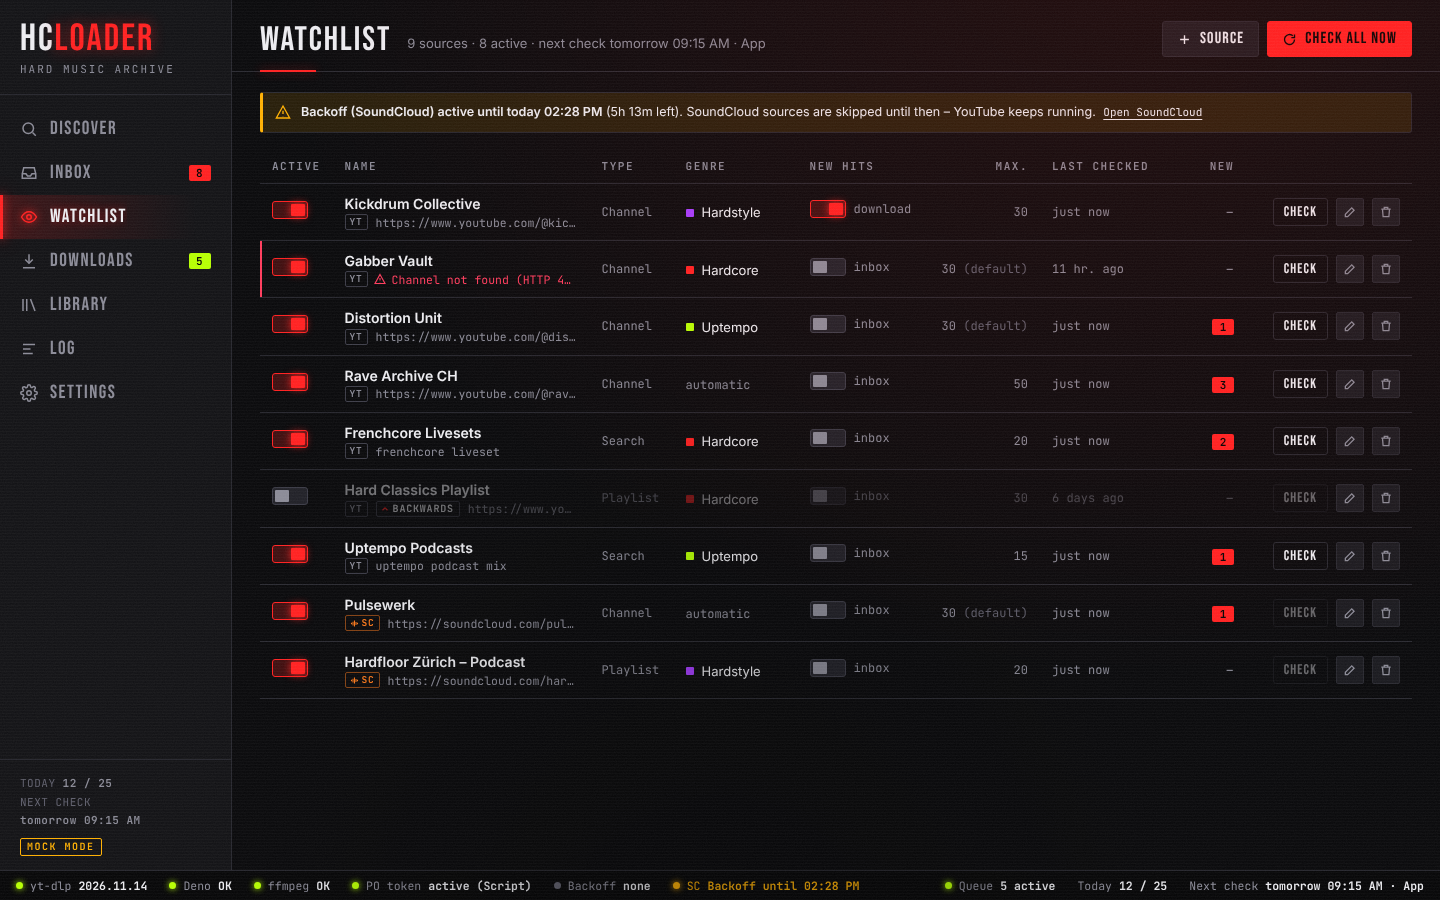 HCLOADER
HARD MUSIC ARCHIVE
DISCOVER
INBOX 8
WATCHLIST
DOWNLOADS 5
LIBRARY
LOG
SETTINGS
TODAY 12 / 25
NEXT CHECK
tomorrow 09:15 AM
MOCK MODE
WATCHLIST 9 sources · 8 active · next check tomorrow 09:15 AM · App
SOURCE
CHECK ALL NOW
Backoff (SoundCloud) active until today 02:28 PM (5h 13m left). SoundCloud sources are skipped until then – YouTube keeps running. Open SoundCloud
ACTIVE NAME TYPE GENRE NEW HITS MAX. LAST CHECKED NEW
Kickdrum Collective
YT https://www.youtube.com/@kic…
Channel Hardstyle download 30 just now – CHECK
Gabber Vault
YT Channel not found (HTTP 4…
Channel Hardcore inbox 30 (default) 11 hr. ago – CHECK
Distortion Unit
YT https://www.youtube.com/@dis…
Channel Uptempo inbox 30 (default) just now 1 CHECK
Rave Archive CH
YT https://www.youtube.com/@rav…
Channel automatic inbox 50 just now 3 CHECK
Frenchcore Livesets
YT frenchcore liveset
Search Hardcore inbox 20 just now 2 CHECK
Hard Classics Playlist
YT BACKWARDS https://www.yo…
Playlist Hardcore inbox 30 6 days ago – CHECK
Uptempo Podcasts
YT uptempo podcast mix
Search Uptempo inbox 15 just now 1 CHECK
Pulsewerk
SC https://soundcloud.com/pul…
Channel automatic inbox 30 (default) just now 1 CHECK
Hardfloor Zürich – Podcast
SC https://soundcloud.com/har…
Playlist Hardstyle inbox 20 just now – CHECK
yt-dlp 2026.11.14 Deno OK ffmpeg OK PO token active (Script) Backoff none SC Backoff until 02:28 PM Queue 5 active Today 12 / 25 Next check tomorrow 09:15 AM · App